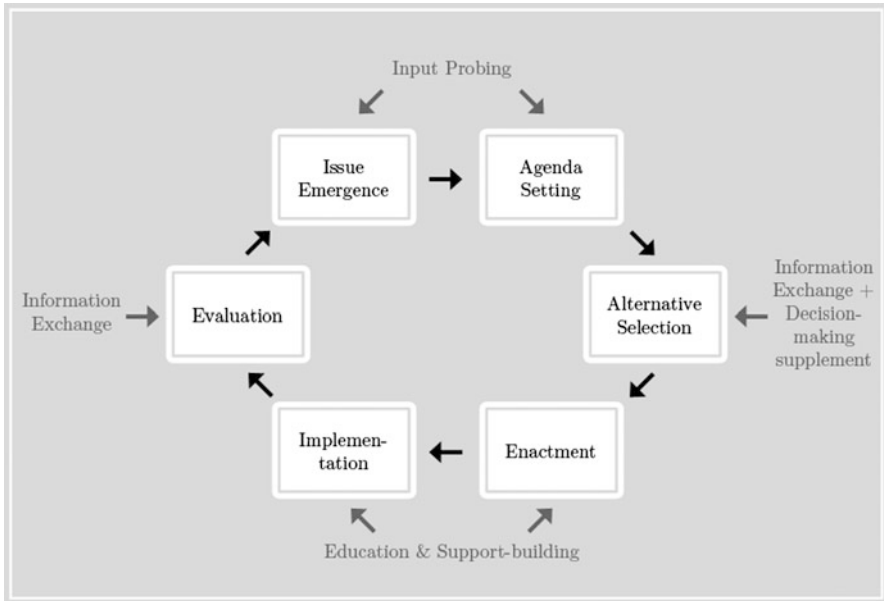 Input Probing
Issue
Emergence
Agenda
Setting
Information
Exchange
Evaluation
Alternative
Selection
Information
Exchange +
Decision-
making
supplement
Implemen-
tation
Enactment
Education & Support-building